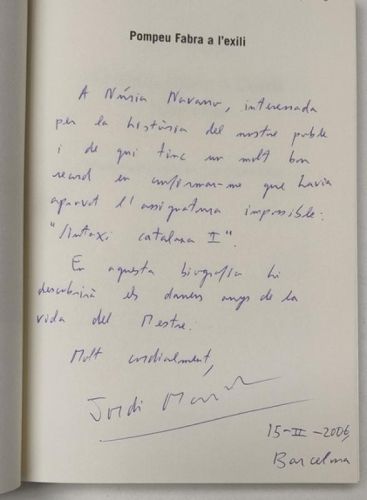 Pompeu Fabra a l'exili
A Núria Navarro, interessada
per la història del nostre poble
i de qui tinc un molt bon
record en confirmar-me que havia
aprovat l'assignatura impossible:
"Sintaxi catalana I".
En aquesta biografia hi
descobrirà els darrers anys de la
vida del Mestre.
Molt cordialment,
Jordi
15-II-2006,
Barcelona